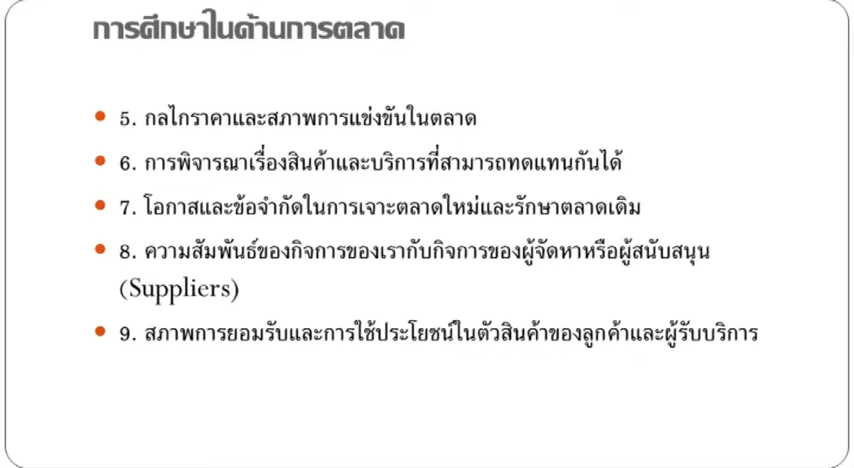 การศึกษาในด้านการตลาด
5. กลไกราคาและสภาพการแข่งขันในตลาด
6. การพิจารณาเรื่องสินค้าและบริการที่สามารถทดแทนกันได้
7. โอกาสและข้อจำกัดในการเจาะตลาดใหม่และรักษาตลาดเดิม
8. ความสัมพันธ์ของกิจการของเรากับกิจการของผู้จัดหาหรือผู้สนับสนุน
(Suppliers)
9. สภาพการยอมรับและการใช้ประโยชน์ในตัวสินค้าของลูกค้าและผู้รับบริการ